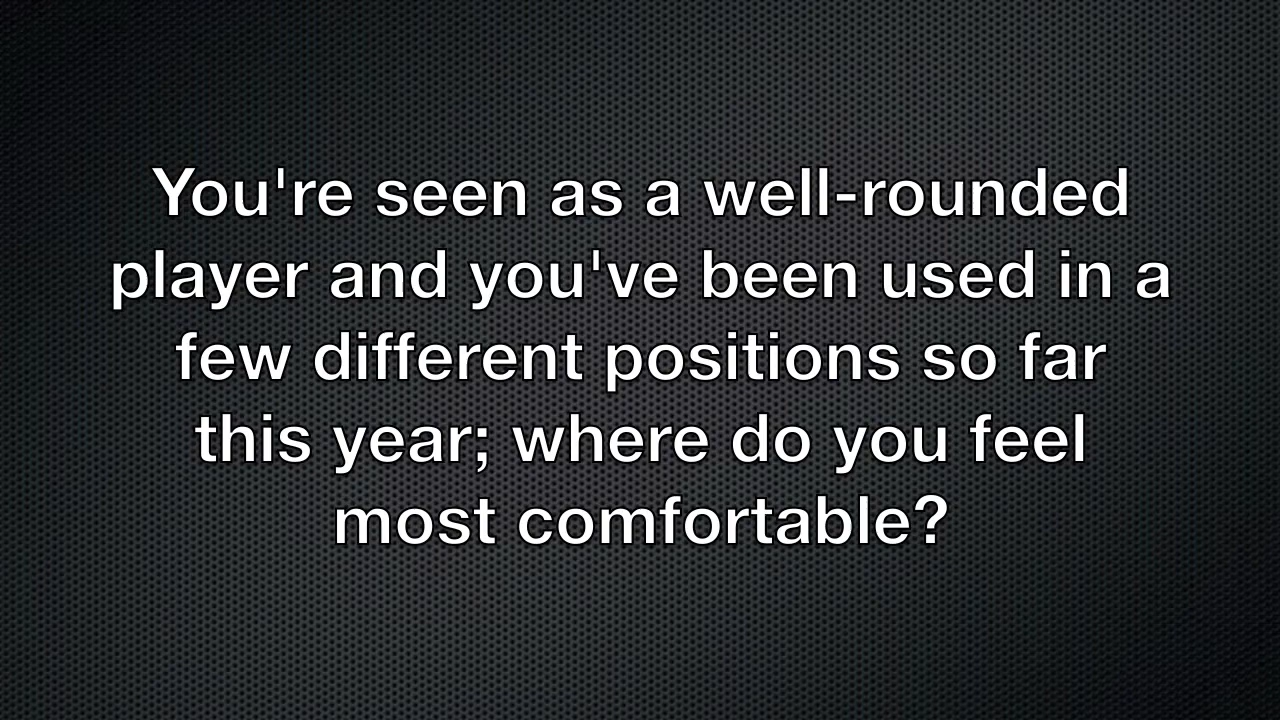 You're seen as a well-rounded
player and you've been used in a
few different positions so far
this year; where do you feel
most comfortable?